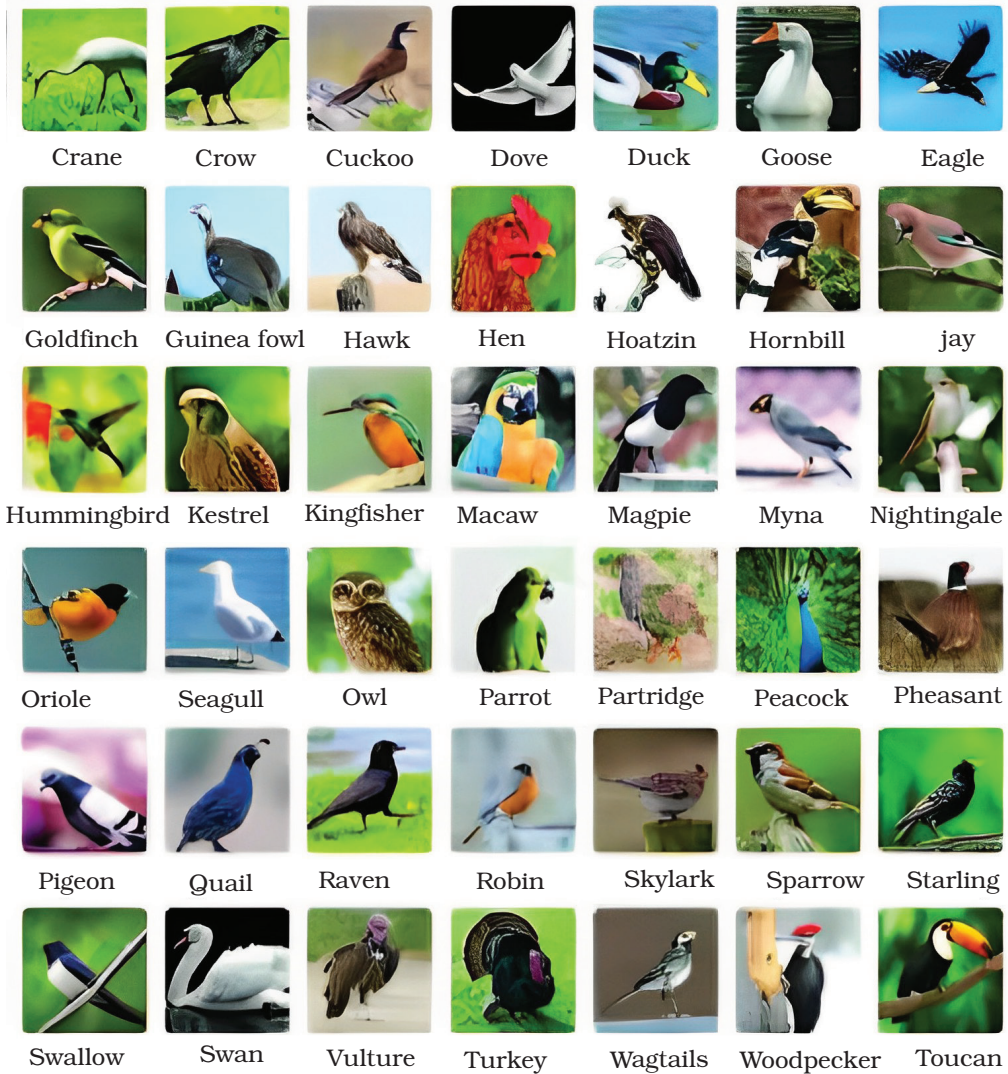 Crane Crow Cuckoo Dove Duck Goose Eagle
Goldfinch Guinea fowl Hawk Hen Hoatzin Hornbill jay
Hummingbird Kestrel Kingfisher Macaw Magpie Myna Nightingale
Oriole Seagull Owl Parrot Partridge Peacock Pheasant
Pigeon Quail Raven Robin Skylark Sparrow Starling
Swallow Swan Vulture Turkey Wagtails Woodpecker Toucan